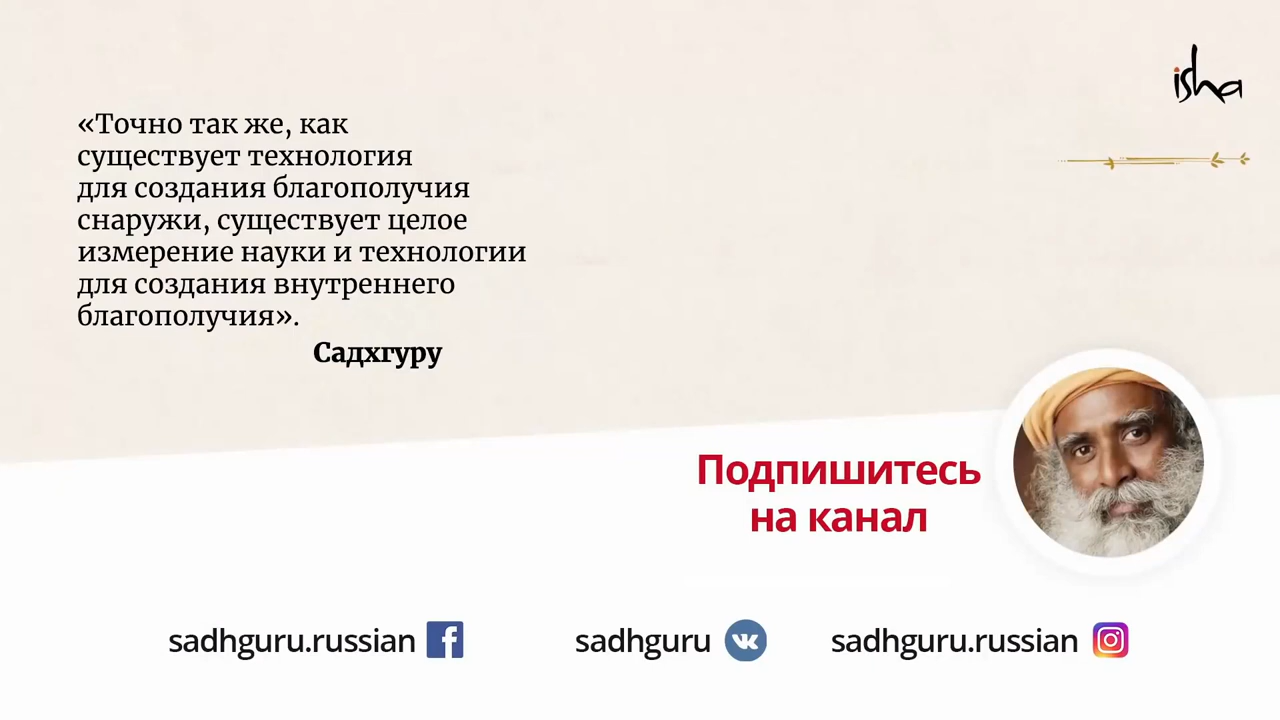 isha
«Точно так же, как
существует технология
для создания благополучия
снаружи, существует целое
измерение науки и технологии
для создания внутреннего
благополучия».
Садхгуру
Подпишитесь
на канал
sadhguru.russian
sadhguru
sadhguru.russian